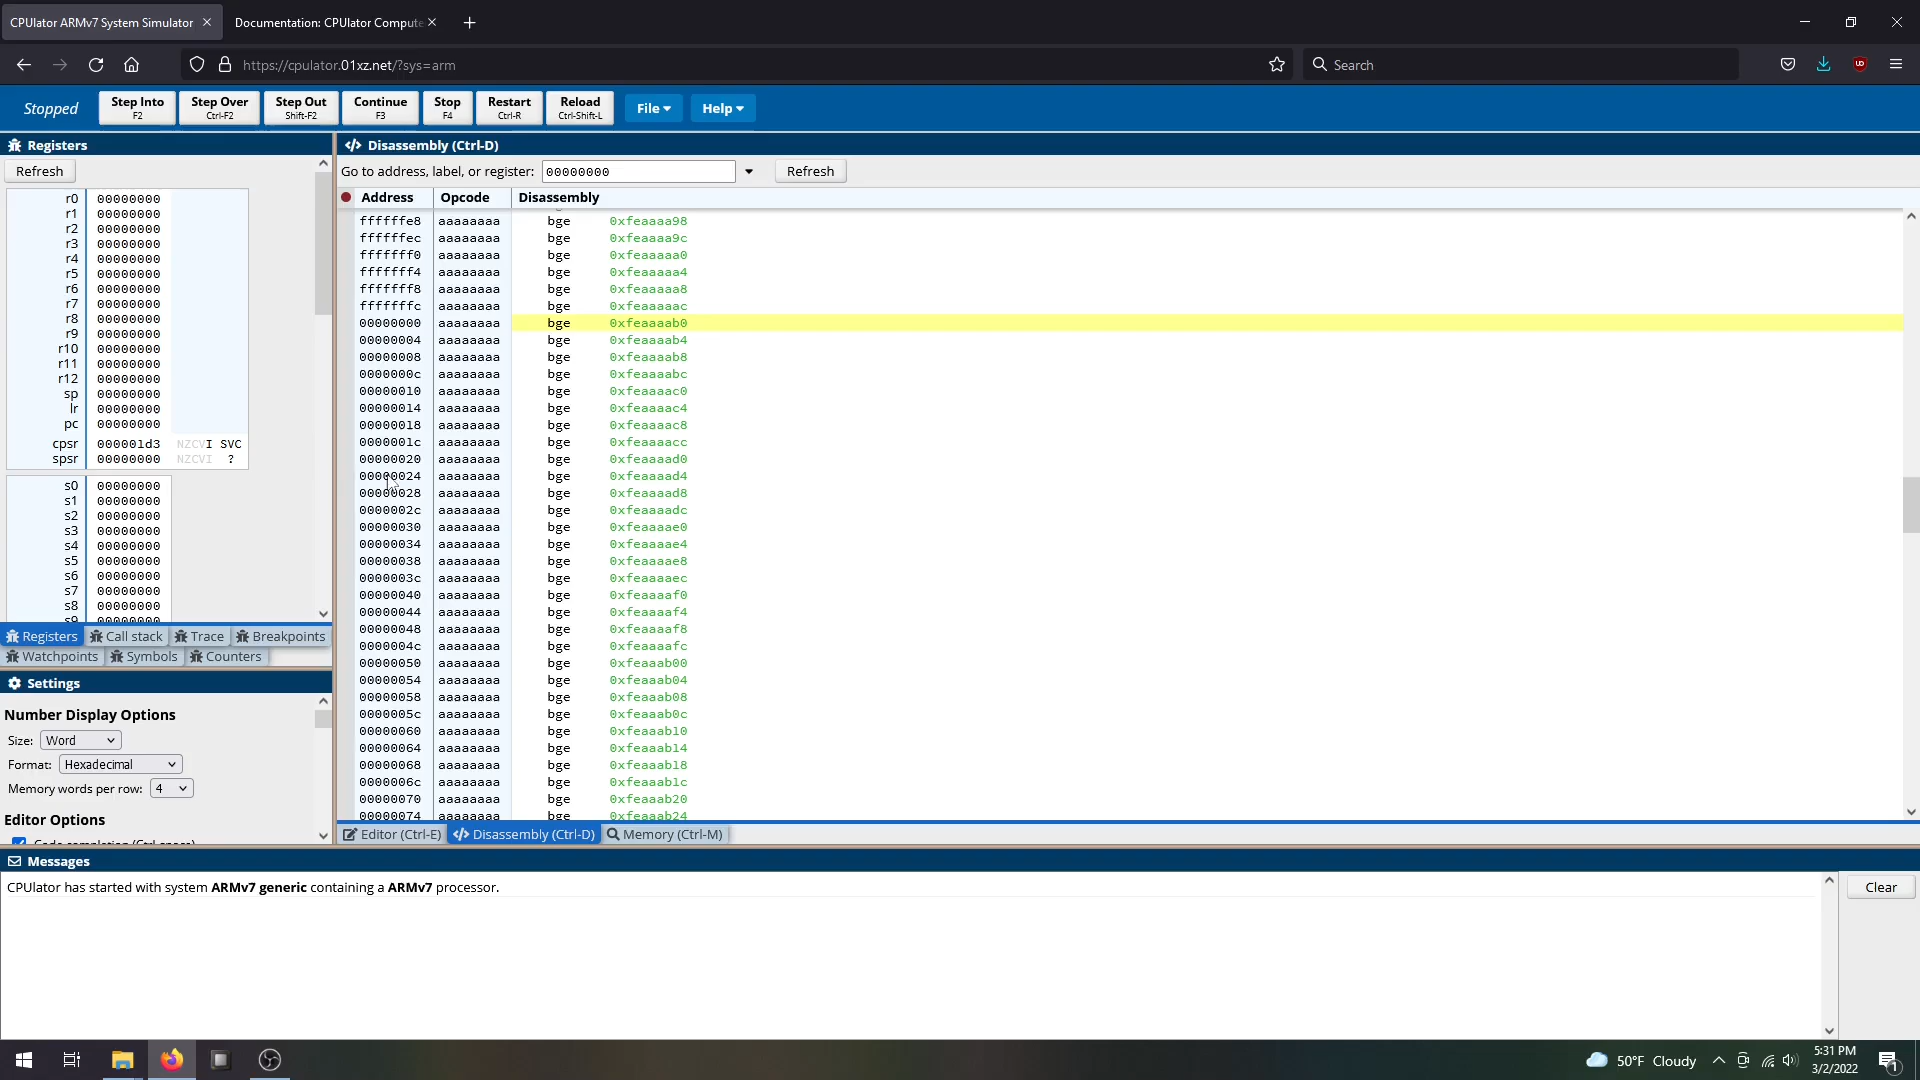 CPUlator ARMv7 System Simulator
Documentation: CPUlator Compute
https://cpulator.01xz.net/?sys=arm
Search
Stopped
Step Into
F2
Step Over
Ctrl-F2
Step Out
Shift-F2
Continue
F3
Stop
F4
Restart
Ctrl-R
Reload
Ctrl-Shift-L
File
Help
Registers
Refresh
r0 00000000
r1 00000000
r2 00000000
r3 00000000
r4 00000000
r5 00000000
r6 00000000
r7 00000000
r8 00000000
r9 00000000
r10 00000000
r11 00000000
r12 00000000
sp 00000000
lr 00000000
pc 00000000
cpsr 000001d3 NZCVI SVC
spsr 00000000 NZCVI ?
s0 00000000
s1 00000000
s2 00000000
s3 00000000
s4 00000000
s5 00000000
s6 00000000
s7 00000000
s8 00000000
s9 00000000
Registers Call stack Trace Breakpoints
Watchpoints Symbols Counters
Settings
Number Display Options
Size: Word
Format: Hexadecimal
Memory words per row: 4
Editor Options
Code completion (Ctrl-space)
Disassembly (Ctrl-D)
Go to address, label, or register: 00000000 Refresh
Address Opcode Disassembly
ffffffe8 aaaaaaaa bge 0xfeaaaa98
ffffffec aaaaaaaa bge 0xfeaaaa9c
fffffff0 aaaaaaaa bge 0xfeaaaaa0
fffffff4 aaaaaaaa bge 0xfeaaaaa4
fffffff8 aaaaaaaa bge 0xfeaaaaa8
fffffffc aaaaaaaa bge 0xfeaaaaac
00000000 aaaaaaaa bge 0xfeaaaab0
00000004 aaaaaaaa bge 0xfeaaaab4
00000008 aaaaaaaa bge 0xfeaaaab8
0000000c aaaaaaaa bge 0xfeaaaabc
00000010 aaaaaaaa bge 0xfeaaaac0
00000014 aaaaaaaa bge 0xfeaaaac4
00000018 aaaaaaaa bge 0xfeaaaac8
0000001c aaaaaaaa bge 0xfeaaaacc
00000020 aaaaaaaa bge 0xfeaaaad0
00000024 aaaaaaaa bge 0xfeaaaad4
00000028 aaaaaaaa bge 0xfeaaaad8
0000002c aaaaaaaa bge 0xfeaaaadc
00000030 aaaaaaaa bge 0xfeaaaae0
00000034 aaaaaaaa bge 0xfeaaaae4
00000038 aaaaaaaa bge 0xfeaaaae8
0000003c aaaaaaaa bge 0xfeaaaaec
00000040 aaaaaaaa bge 0xfeaaaaf0
00000044 aaaaaaaa bge 0xfeaaaaf4
00000048 aaaaaaaa bge 0xfeaaaaf8
0000004c aaaaaaaa bge 0xfeaaaafc
00000050 aaaaaaaa bge 0xfeaaab00
00000054 aaaaaaaa bge 0xfeaaab04
00000058 aaaaaaaa bge 0xfeaaab08
0000005c aaaaaaaa bge 0xfeaaab0c
00000060 aaaaaaaa bge 0xfeaaab10
00000064 aaaaaaaa bge 0xfeaaab14
00000068 aaaaaaaa bge 0xfeaaab18
0000006c aaaaaaaa bge 0xfeaaab1c
00000070 aaaaaaaa bge 0xfeaaab20
00000074 aaaaaaaa bge 0xfeaaab24
Editor (Ctrl-E) Disassembly (Ctrl-D) Memory (Ctrl-M)
Messages
CPUlator has started with system ARMv7 generic containing a ARMv7 processor.
Clear
50°F Cloudy
5:31 PM
3/2/2022
1